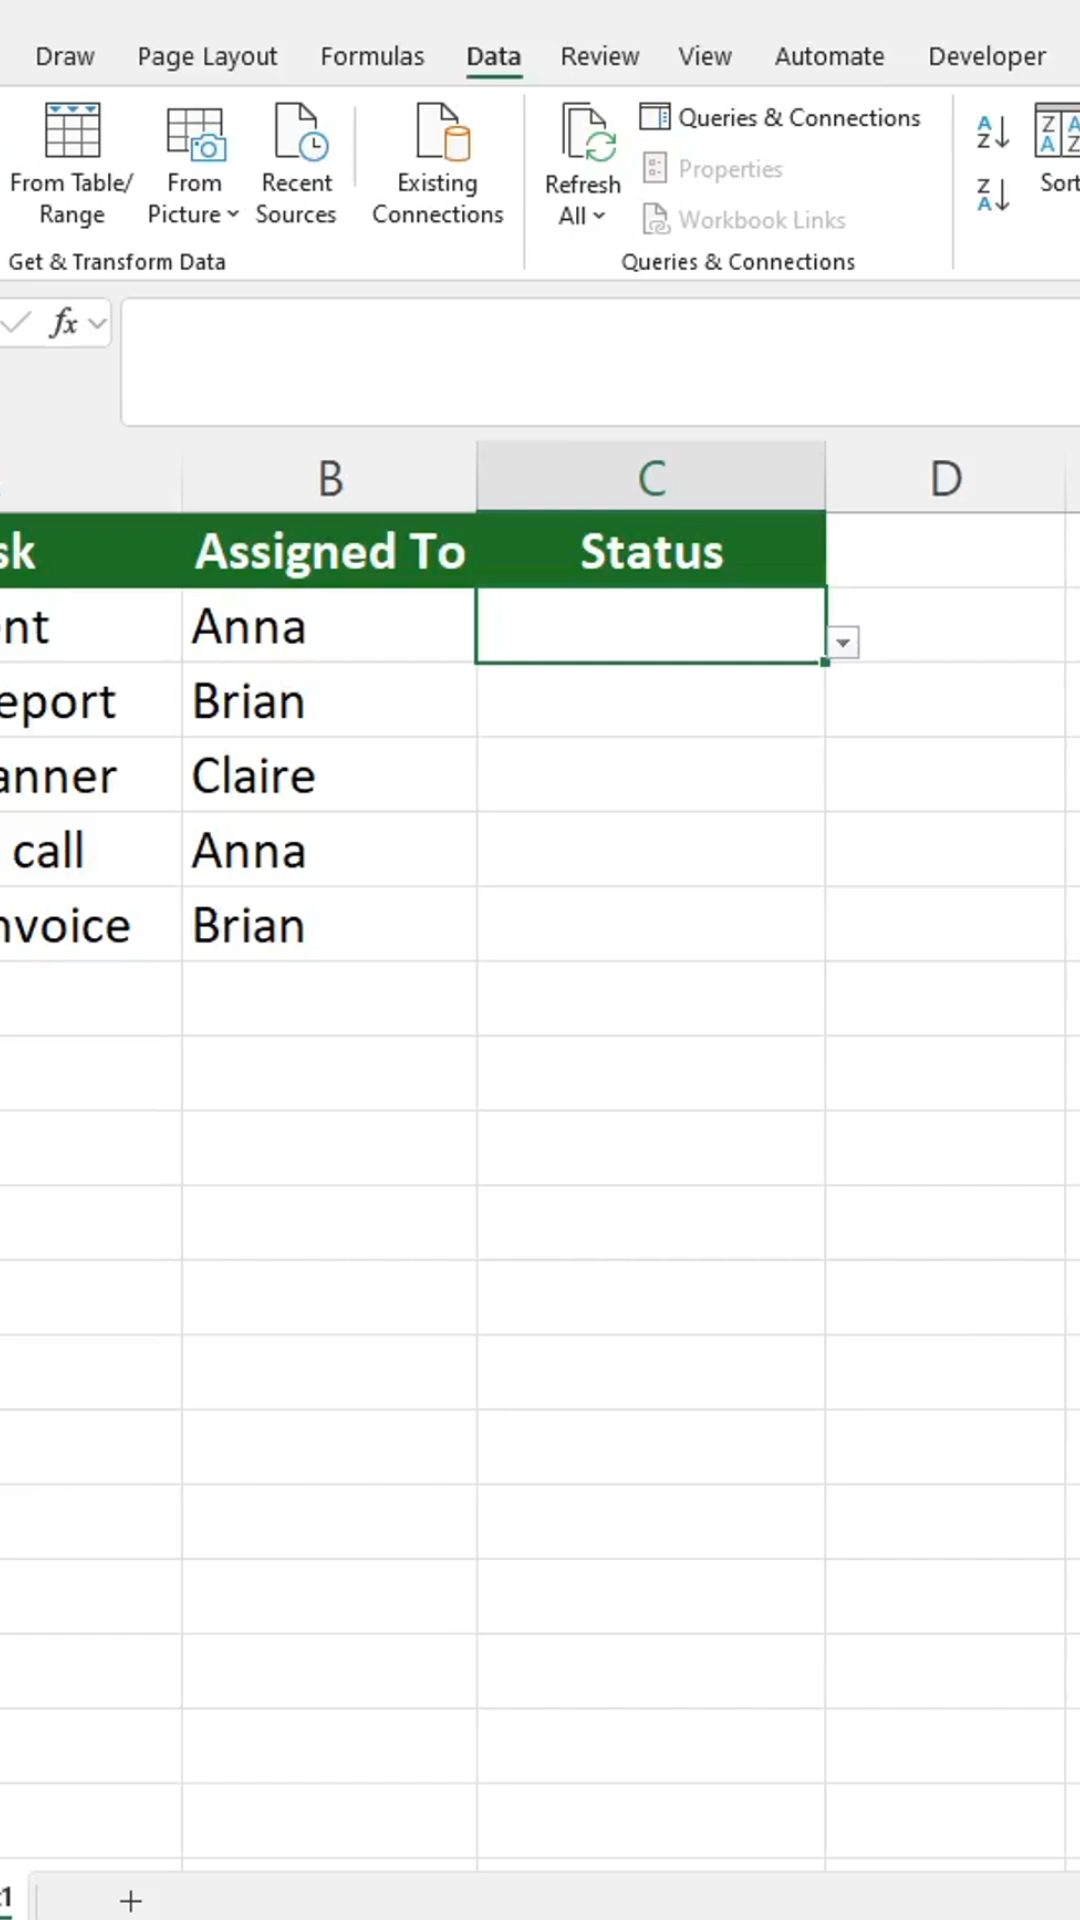 Draw Page Layout Formulas Data Review View Automate Developer
From Table/
Range
From
Picture
Recent
Sources
Existing
Connections
Refresh
All
Queries & Connections
Properties
Workbook Links
Sort
Get & Transform Data
Queries & Connections
fx
B C D
sk Assigned To Status
ent Anna
eport Brian
anner Claire
call Anna
nvoice Brian
1 +